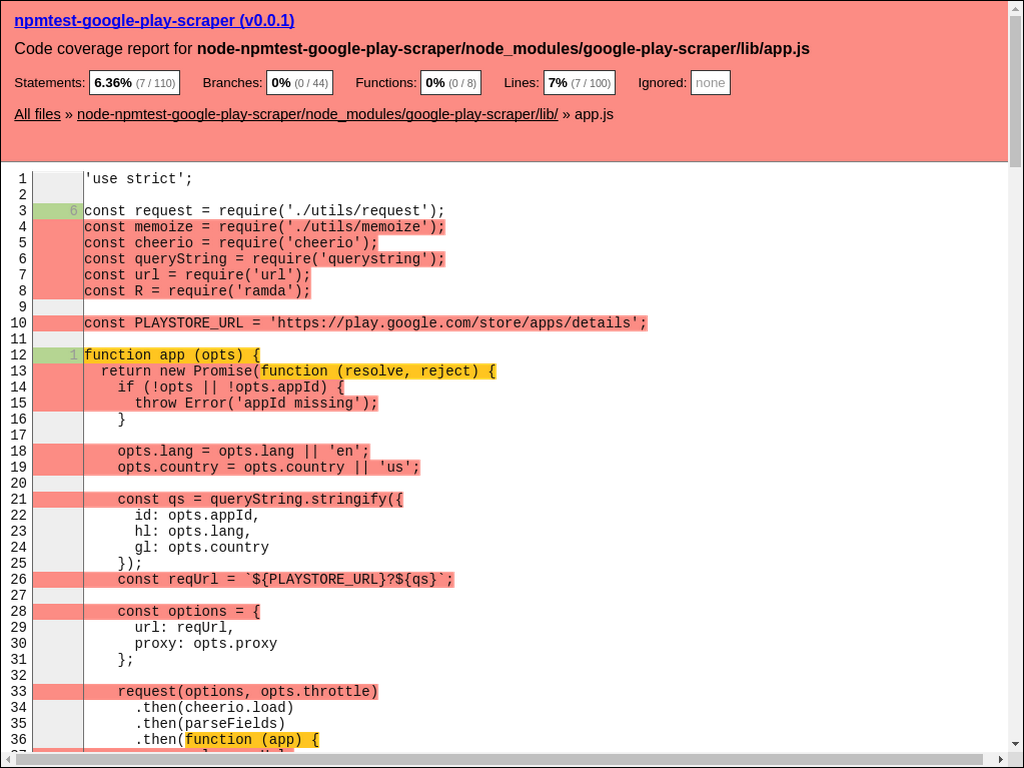 npmtest-google-play-scraper (v0.0.1)
Code coverage report for node-npmtest-google-play-scraper/node_modules/google-play-scraper/lib/app.js
Statements: 6.36% (7 / 110) Branches: 0% (0 / 44) Functions: 0% (0 / 8) Lines: 7% (7 / 100) Ignored: none
All files » node-npmtest-google-play-scraper/node_modules/google-play-scraper/lib/ » app.js
1 'use strict';
2
3 6 const request = require('./utils/request');
4 const memoize = require('./utils/memoize');
5 const cheerio = require('cheerio');
6 const queryString = require('querystring');
7 const url = require('url');
8 const R = require('ramda');
9
10 const PLAYSTORE_URL = 'https://play.google.com/store/apps/details';
11
12 1 function app (opts) {
13 return new Promise(function (resolve, reject) {
14 if (!opts || !opts.appId) {
15 throw Error('appId missing');
16 }
17
18 opts.lang = opts.lang || 'en';
19 opts.country = opts.country || 'us';
20
21 const qs = queryString.stringify({
22 id: opts.appId,
23 hl: opts.lang,
24 gl: opts.country
25 });
26 const reqUrl = `${PLAYSTORE_URL}?${qs}`;
27
28 const options = {
29 url: reqUrl,
30 proxy: opts.proxy
31 };
32
33 request(options, opts.throttle)
34 .then(cheerio.load)
35 .then(parseFields)
36 .then(function (app) {